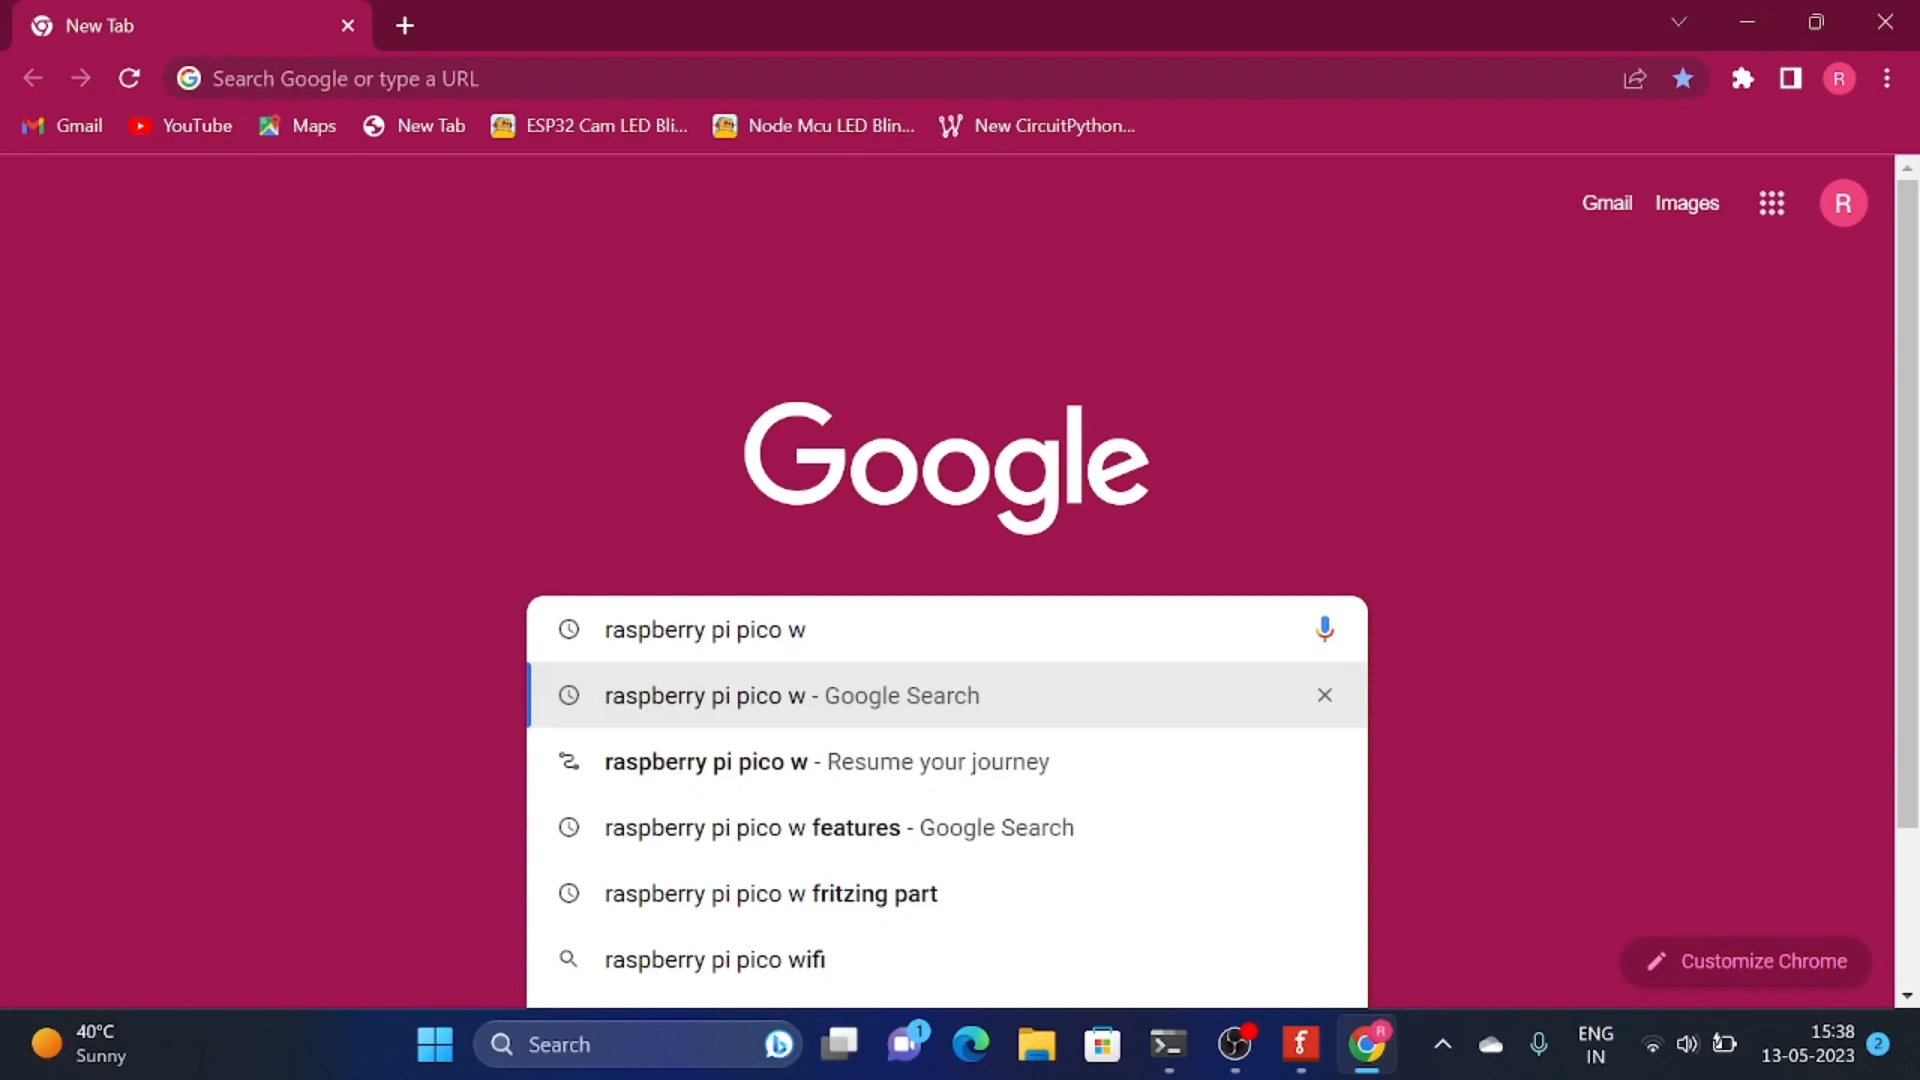 New Tab
Search Google or type a URL
R
Gmail YouTube Maps New Tab ESP32 Cam LED Bli... Node Mcu LED Blin... New CircuitPython...
Gmail Images R
Google
raspberry pi pico w
raspberry pi pico w - Google Search
raspberry pi pico w - Resume your journey
raspberry pi pico w features - Google Search
raspberry pi pico w fritzing part
raspberry pi pico wifi
Customize Chrome
40°C
Sunny
Search
1
f
R
ENG
IN
15:38
13-05-2023
2